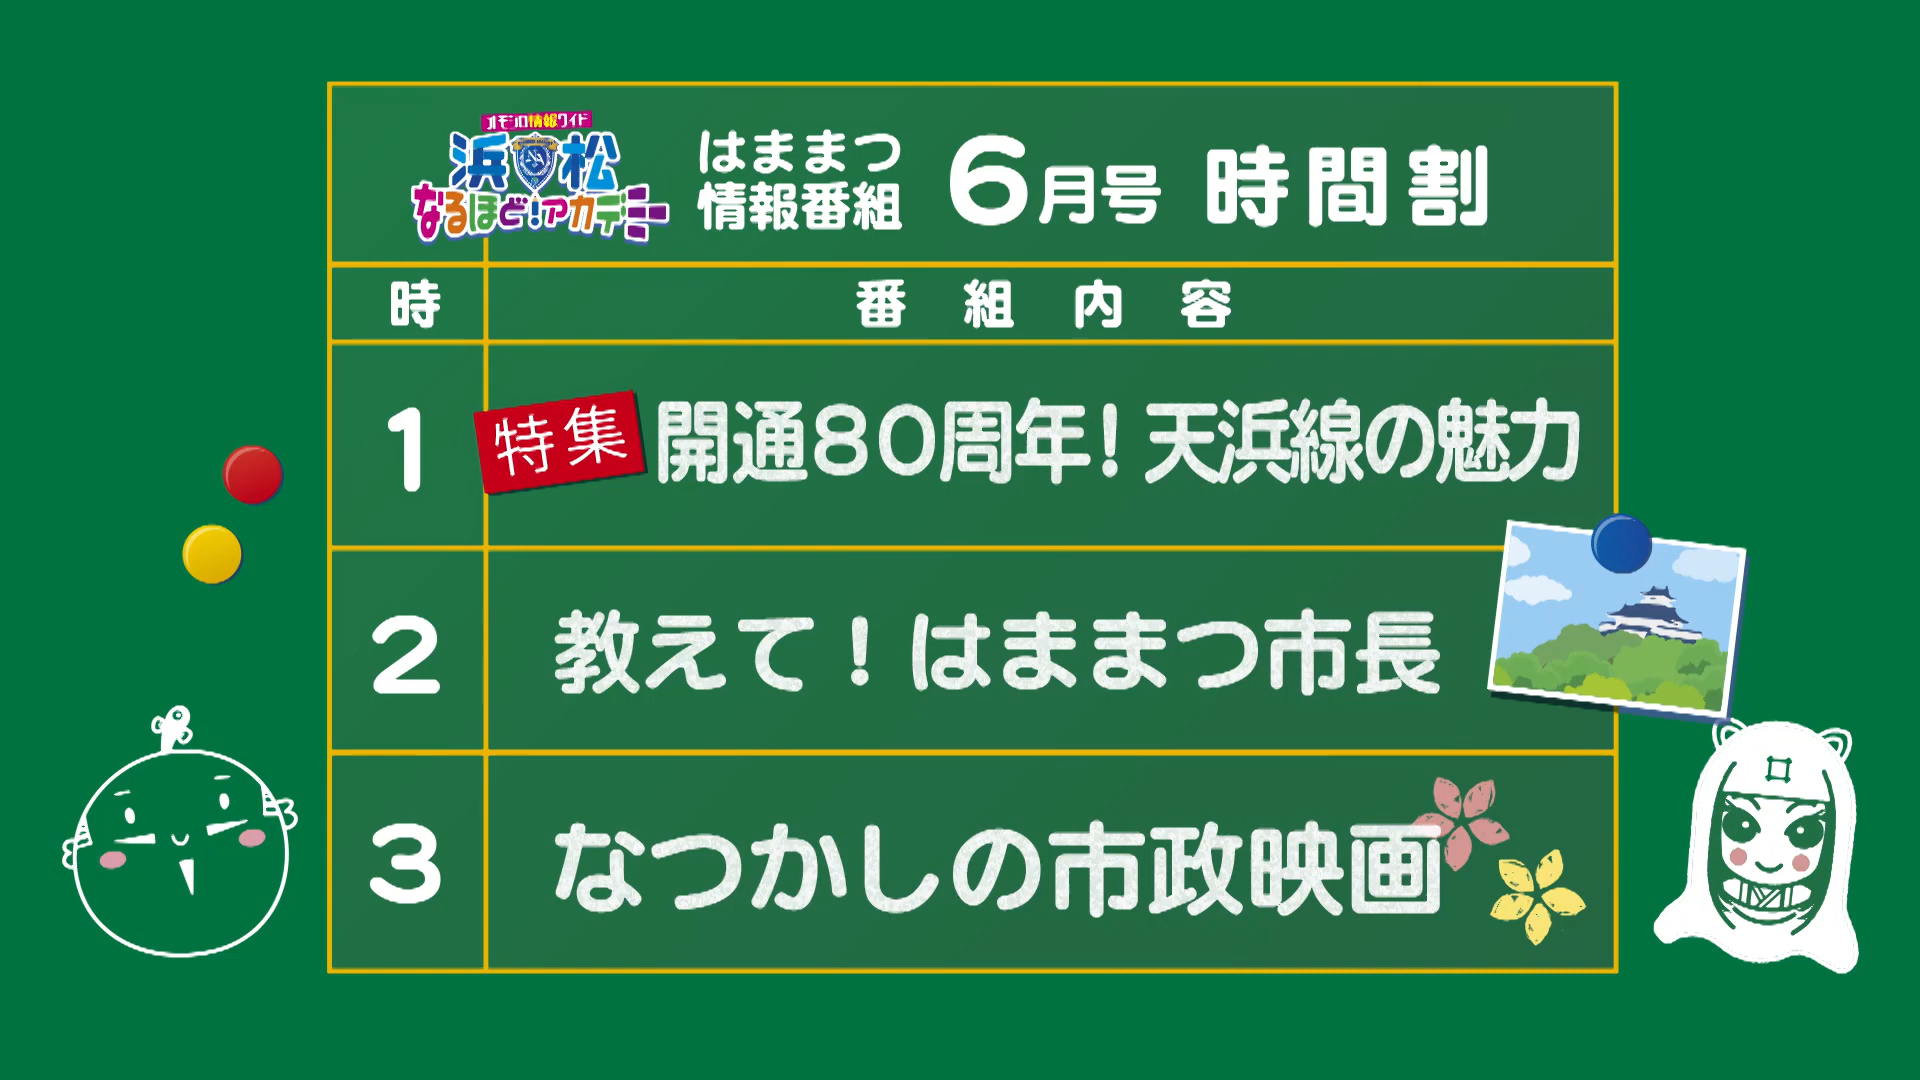 オモシロ情報ワイド
浜松
なるほど!アカデミー
はままつ
情報番組
6月号 時間割
時 番組内容
1 特集 開通80周年! 天浜線の魅力
2 教えて!はままつ市長
3 なつかしの市政映画